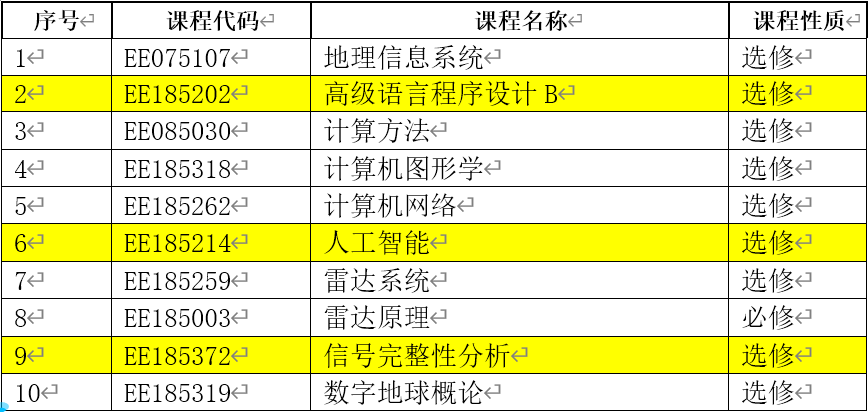 序号 课程代码 课程名称 课程性质
1 EE075107 地理信息系统 选修
2 EE185202 高级语言程序设计 B 选修
3 EE085030 计算方法 选修
4 EE185318 计算机图形学 选修
5 EE185262 计算机网络 选修
6 EE185214 人工智能 选修
7 EE185259 雷达系统 选修
8 EE185003 雷达原理 必修
9 EE185372 信号完整性分析 选修
10 EE185319 数字地球概论 选修